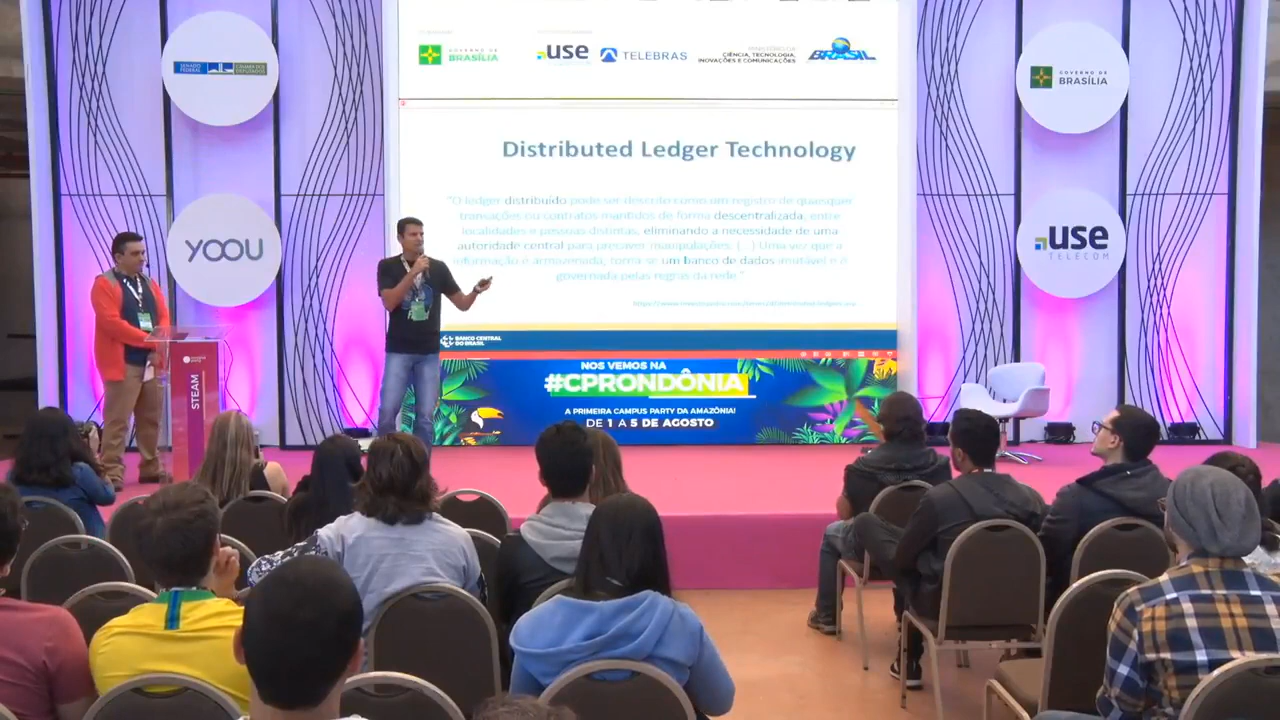 SENADO FEDERAL
CÂMARA DOS DEPUTADOS
YOOU
GOVERNO DE BRASÍLIA
USE
TELEBRAS
MINISTÉRIO DA
CIÊNCIA, TECNOLOGIA,
INOVAÇÕES E COMUNICAÇÕES
BRASIL
Distributed Ledger Technology
"O ledger distribuído pode ser descrito como um registro de quaisquer
transações ou contratos mantidos de forma descentralizada, entre
localidades e pessoas distintas, eliminando a necessidade de uma
autoridade central para precaver manipulações. (...) Uma vez que a
informação é armazenada, torna-se um banco de dados imutável e é
governada pelas regras da rede."
BANCO CENTRAL
DO BRASIL
NOS VEMOS NA
#CPRONDÔNIA
A PRIMEIRA CAMPUS PARTY DA AMAZÔNIA!
DE 1 A 5 DE AGOSTO
GOVERNO DE
BRASÍLIA
USE
TELECOM
STEAM